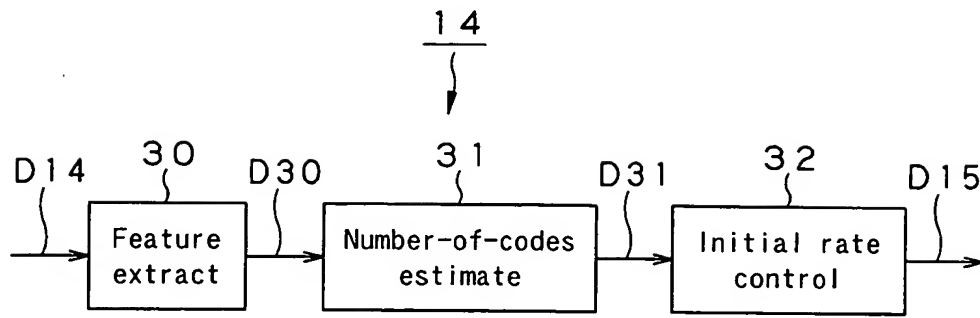 14
D14
30
D30
31
D31
32
D15
Feature
extract
Number-of-codes
estimate
Initial rate
control